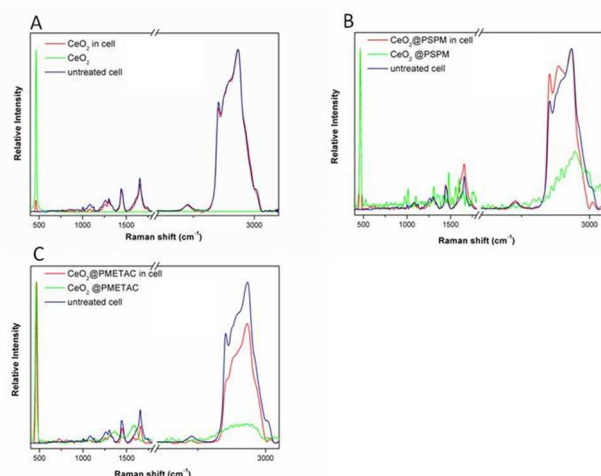 A
CeO₂ in cell
CeO₂
untreated cell
Relative Intensity
500 1000 1500 3000
Raman shift (cm⁻¹)
B
CeO₂@PSPM in cell
CeO₂ @PSPM
untreated cell
Relative Intensity
500 1000 1500 3000
Raman shift (cm⁻¹)
C
CeO₂@PMETAC in cell
CeO₂ @PMETAC
untreated cell
Relative Intensity
500 1000 1500 3000
Raman shift (cm⁻¹)